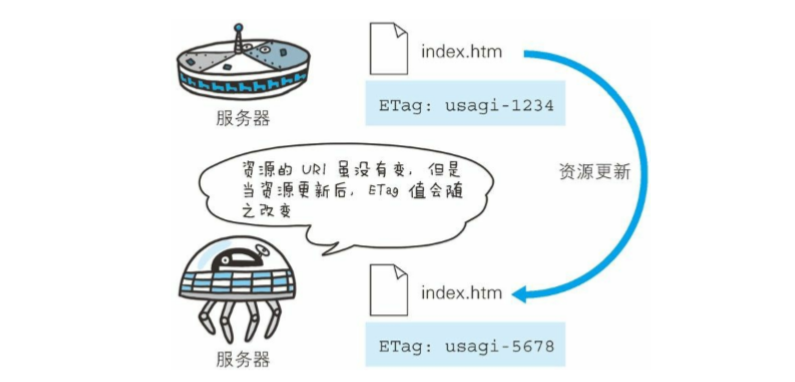 index.htm
ETag: usagi-1234
服务器
资源的 URI 虽没有变，但是
当资源更新后，ETag 值会随
之改变
资源更新
index.htm
ETag: usagi-5678
服务器